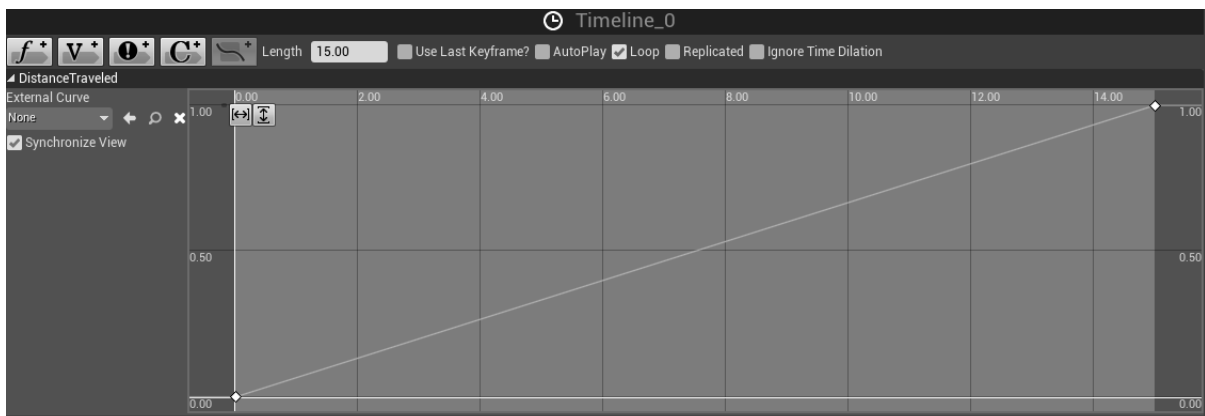 Timeline_0
f+ V+ !+ C+ + Length 15.00 Use Last Keyframe? AutoPlay Loop Replicated Ignore Time Dilation
DistanceTraveled
External Curve
None
Synchronize View
0.00 2.00 4.00 6.00 8.00 10.00 12.00 14.00
1.00 1.00
0.50 0.50
0.00 0.00